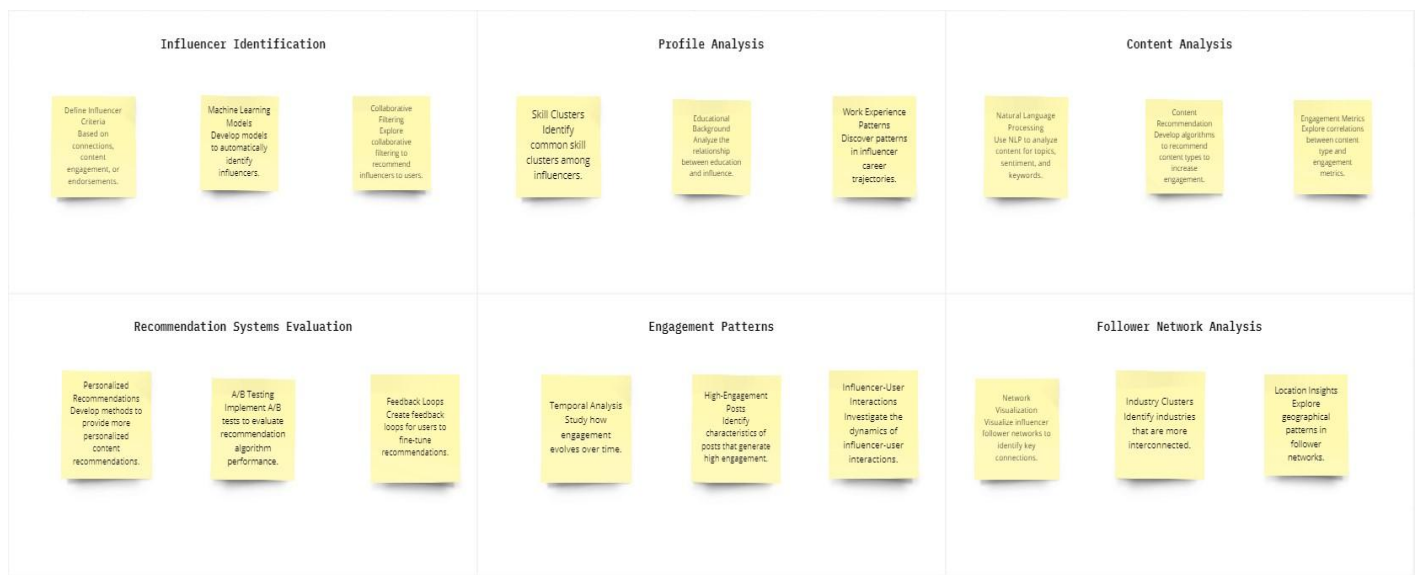 Influencer Identification
Define Influencer
Criteria
Based on
connections,
content
engagement, or
endorsements.
Machine Learning
Models
Develop models
to automatically
identify
influencers.
Collaborative
Filtering
Explore
collaborative
filtering to
recommend
influencers to users.
Profile Analysis
Skill Clusters
Identify
common skill
clusters among
influencers.
Educational
Background
Analyze the
relationship
between education
and influence.
Work Experience
Patterns
Discover patterns
in influencer
career
trajectories.
Content Analysis
Natural Language
Processing
Use NLP to analyze
content for topics,
sentiment, and
keywords.
Content
Recommendation
Develop algorithms
to recommend
content types to
increase
engagement.
Engagement Metrics
Explore correlations
between content
type and
engagement
metrics.
Recommendation Systems Evaluation
Personalized
Recommendations
Develop methods to
provide more
personalized
content
recommendations.
A/B Testing
Implement A/B
tests to evaluate
recommendation
algorithm
performance.
Feedback Loops
Create feedback
loops for users to
fine-tune
recommendations.
Engagement Patterns
Temporal Analysis
Study how
engagement
evolves over time.
High-Engagement
Posts
Identify
characteristics of
posts that generate
high engagement.
Influencer-User
Interactions
Investigate the
dynamics of
influencer-user
interactions.
Follower Network Analysis
Network
Visualization
Visualize influencer
follower networks to
identify key
connections.
Industry Clusters
Identify industries
that are more
interconnected.
Location Insights
Explore
geographical
patterns in
follower
networks.